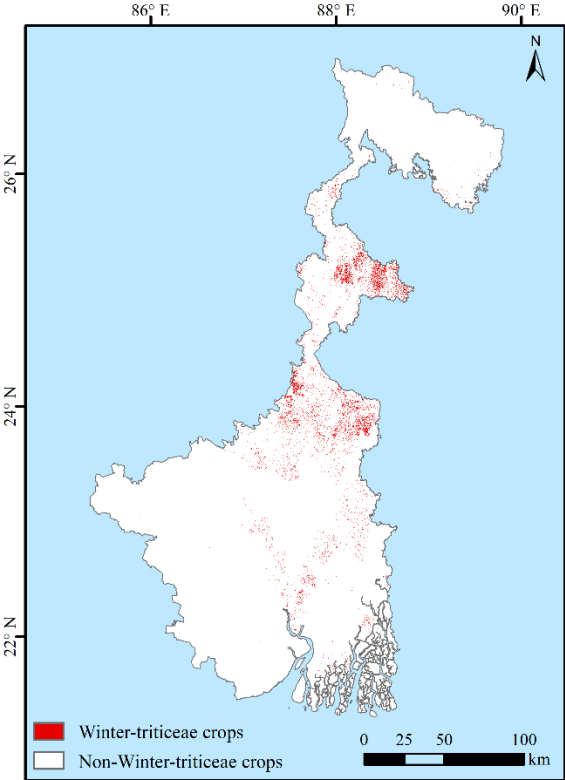 86° E 88° E 90° E
N
26° N
24° N
22° N
Winter-triticeae crops
Non-Winter-triticeae crops
0 25 50 100
km